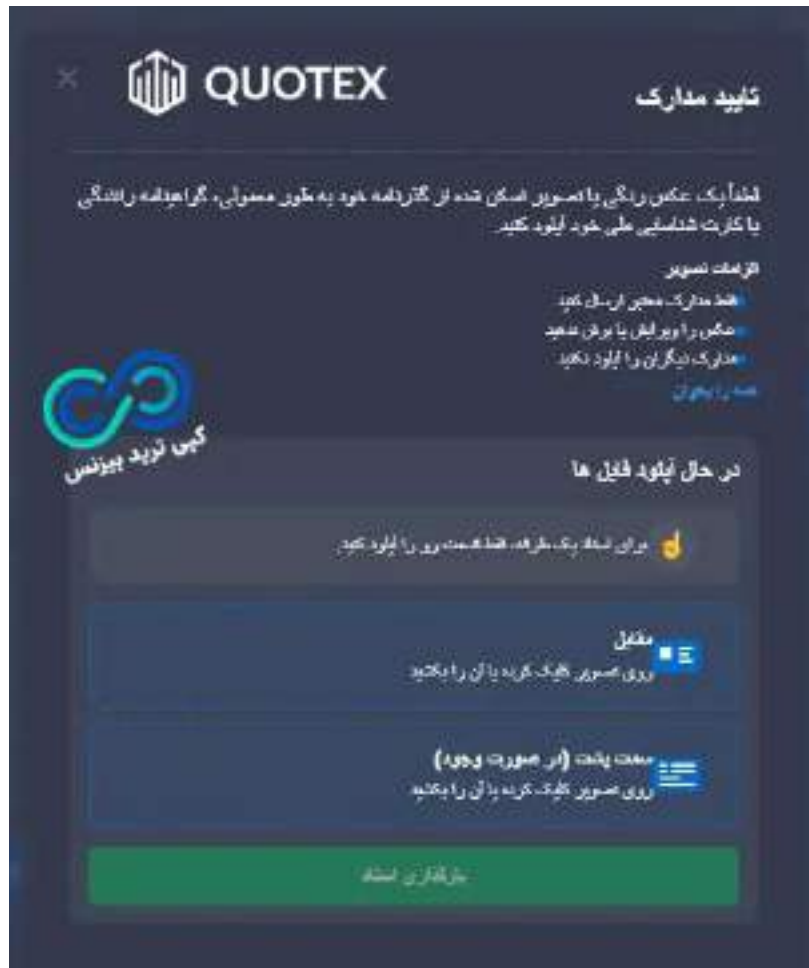 QUOTEX
تایید مدارک
لطفاً یک عکس رنگی یا تصویر اسکن شده از گذرنامه خود به طور معمولی، گواهینامه رانندگی
یا کارت شناسایی ملی خود آپلود کنید.
الزامات تصویر
فقط مدارک معتبر ارسال کنید
عکس را ویرایش یا برش ندهید
مدارک دیگران را آپلود نکنید
همه را بخوان
کپی ترید بیزنس
در حال آپلود فایل ها
برای اسناد یک طرفه، فقط قسمت رو را آپلود کنید.
مقابل
روی تصویر کلیک کرده یا آن را بکشید
سمت پشت (در صورت وجود)
روی تصویر کلیک کرده یا آن را بکشید
بارگذاری اسناد